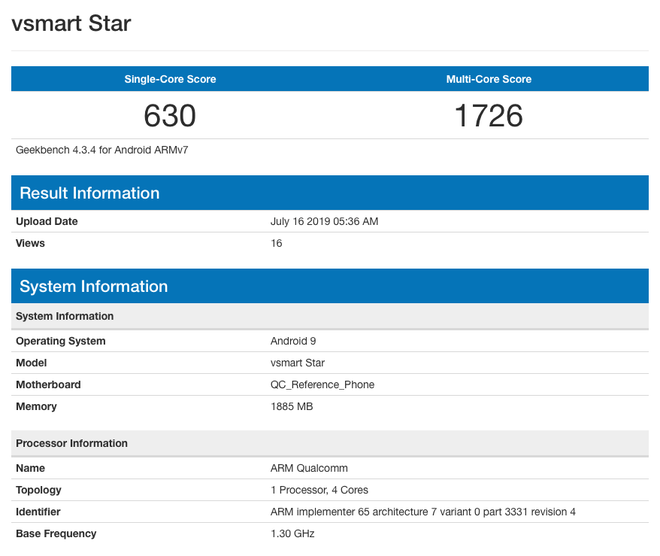 vsmart Star
Single-Core Score Multi-Core Score
630 1726
Geekbench 4.3.4 for Android ARMv7
Result Information
Upload Date July 16 2019 05:36 AM
Views 16
System Information
System Information
Operating System Android 9
Model vsmart Star
Motherboard QC_Reference_Phone
Memory 1885 MB
Processor Information
Name ARM Qualcomm
Topology 1 Processor, 4 Cores
Identifier ARM implementer 65 architecture 7 variant 0 part 3331 revision 4
Base Frequency 1.30 GHz